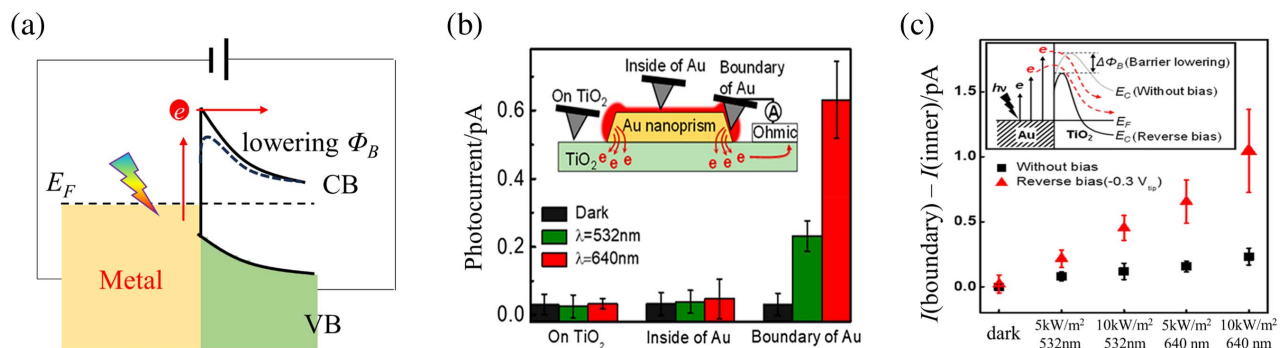 (a)
e
lowering Φ_B
E_F
CB
Metal
VB
(b)
Photocurrent/pA
0.6
0.4
0.2
0.0
Inside of Au
On TiO₂
Boundary
of Au
A
Au nanoprism
Ohmic
TiO₂
e e e
e e e
Dark
λ=532nm
λ=640nm
On TiO₂
Inside of Au
Boundary of Au
(c)
I(boundary) – I(inner)/pA
1.5
1.0
0.5
0.0
e
e
e
hν
ΔΦ_B (Barrier lowering)
E_C (Without bias)
E_F
E_C (Reverse bias)
Au
TiO₂
Without bias
Reverse bias(-0.3 V_tip)
dark
5kW/m²
532nm
10kW/m²
532nm
5kW/m²
640 nm
10kW/m²
640 nm